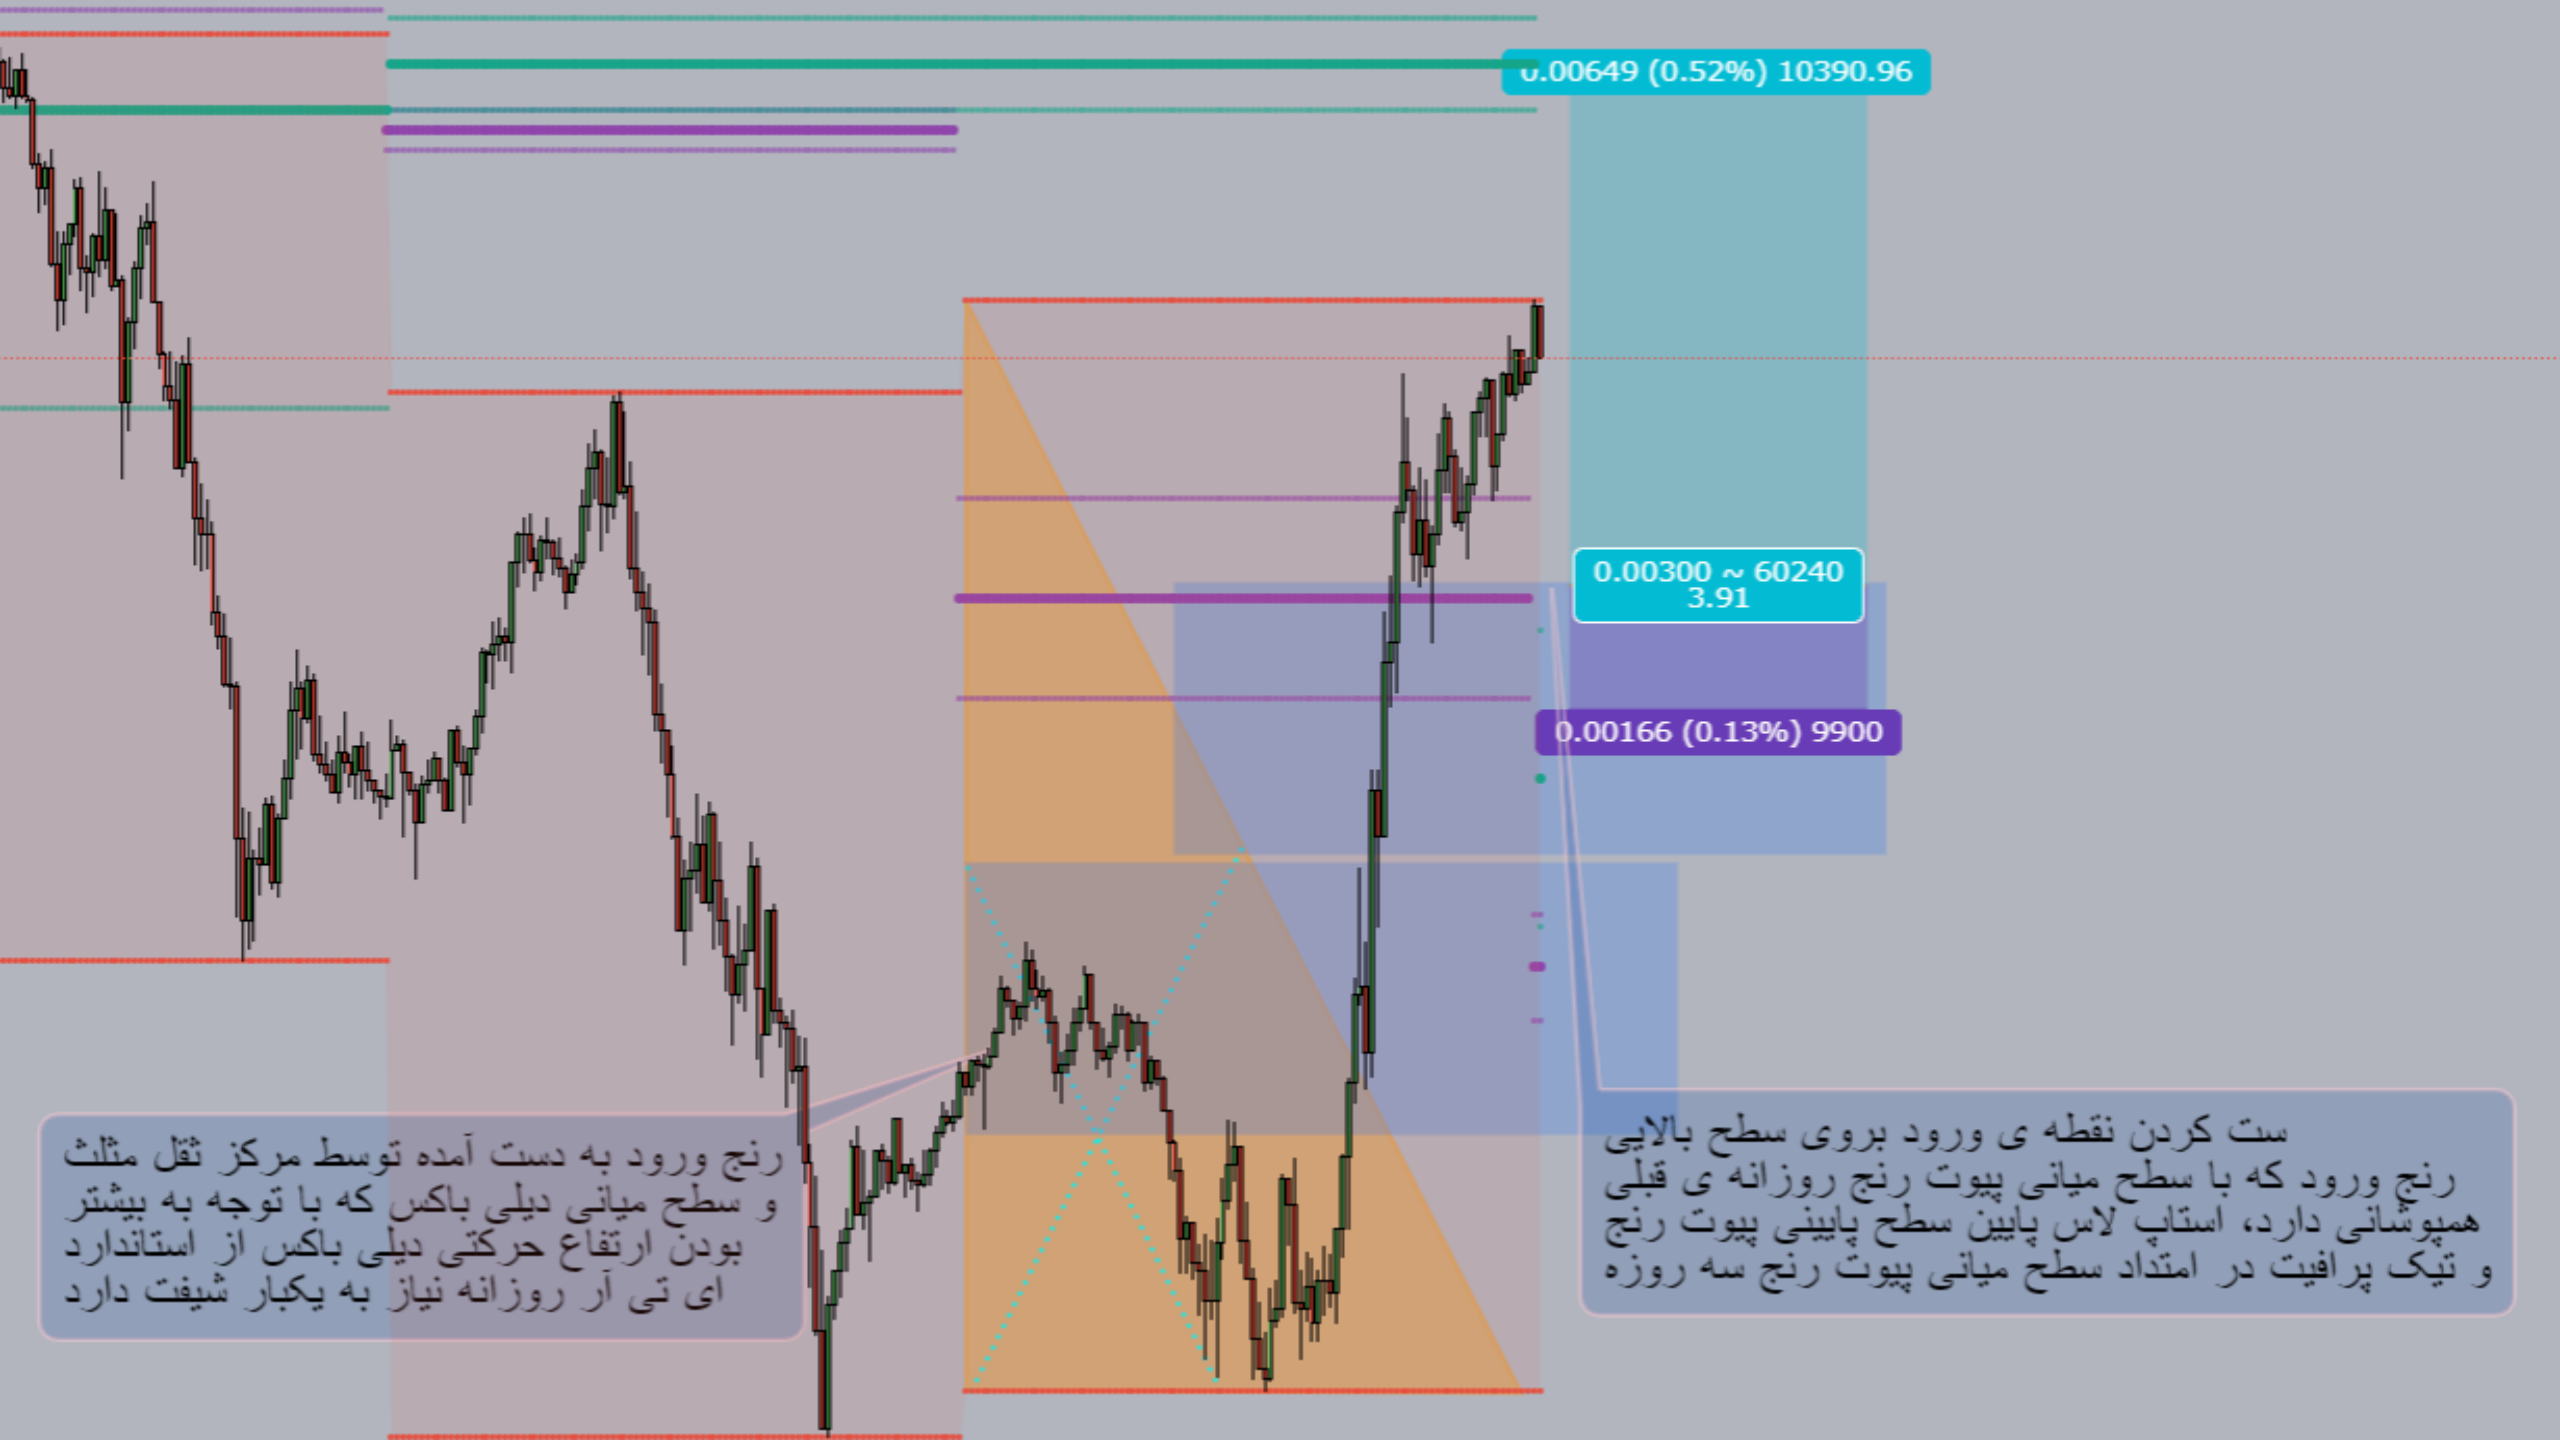 0.00649 (0.52%) 10390.96
0.00300 ~ 60240
3.91
0.00166 (0.13%) 9900
رنج ورود به دست آمده توسط مرکز ثقل مثلث
و سطح میانی دیلی باکس که با توجه به بیشتر
بودن ارتفاع حرکتی دیلی باکس از استاندارد
ای تی آر روزانه نیاز به یکبار شیفت دارد
ست کردن نقطه ی ورود بروی سطح بالایی
رنج ورود که با سطح میانی پیوت رنج روزانه ی قبلی
همپوشانی دارد، استاپ لاس پایین سطح پایینی پیوت رنج
و تیک پرافیت در امتداد سطح میانی پیوت رنج سه روزه